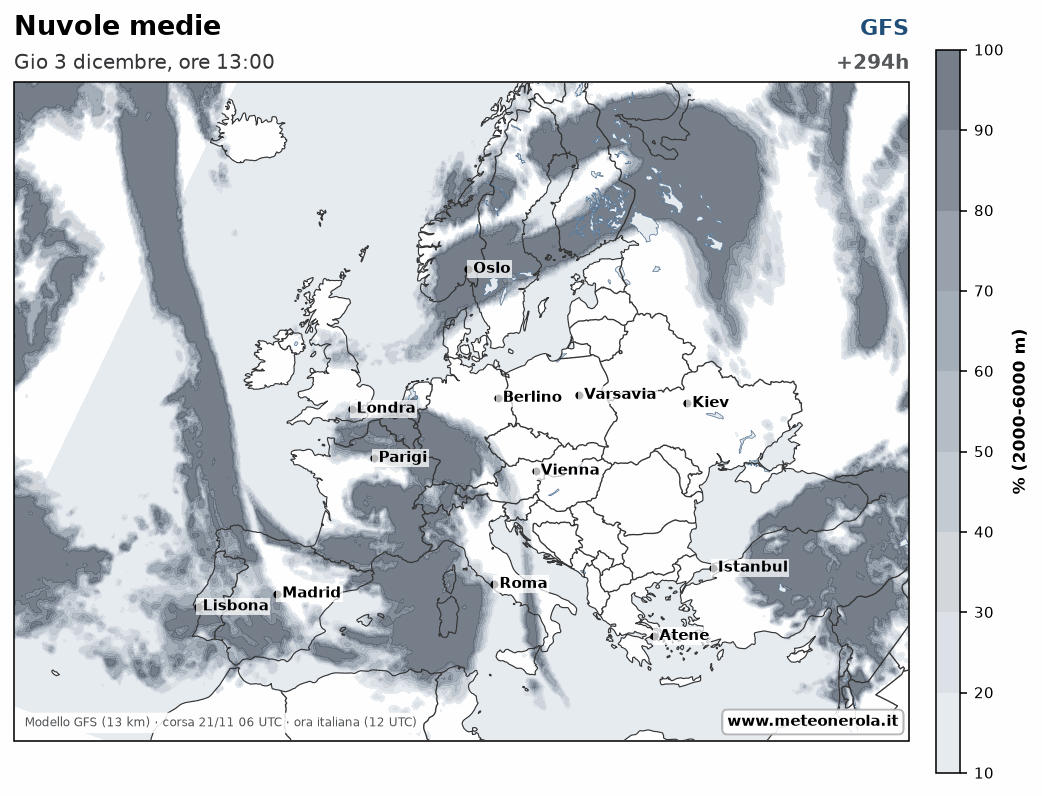 Nuvole medie
GFS
Gio 3 dicembre, ore 13:00
+294h
100
90
80
70
60
50
40
30
20
10
% (2000-6000 m)
Oslo
Londra
Berlino
Varsavia
Kiev
Parigi
Vienna
Istanbul
Roma
Madrid
Lisbona
Atene
Modello GFS (13 km) · corsa 21/11 06 UTC · ora italiana (12 UTC)
www.meteonerola.it